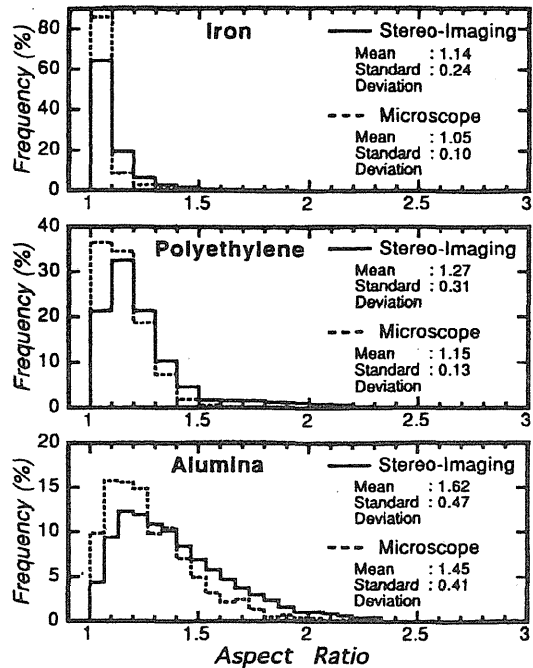 Iron
Stereo-Imaging
Mean : 1.14
Standard : 0.24
Deviation
Microscope
Mean : 1.05
Standard : 0.10
Deviation
Frequency (%)
80
60
40
20
0
1 1.5 2 2.5 3
Polyethylene
Stereo-Imaging
Mean : 1.27
Standard : 0.31
Deviation
Microscope
Mean : 1.15
Standard : 0.13
Deviation
Frequency (%)
40
30
20
10
0
1 1.5 2 2.5 3
Alumina
Stereo-Imaging
Mean : 1.62
Standard : 0.47
Deviation
Microscope
Mean : 1.45
Standard : 0.41
Deviation
Frequency (%)
20
15
10
5
0
1 1.5 2 2.5 3
Aspect Ratio